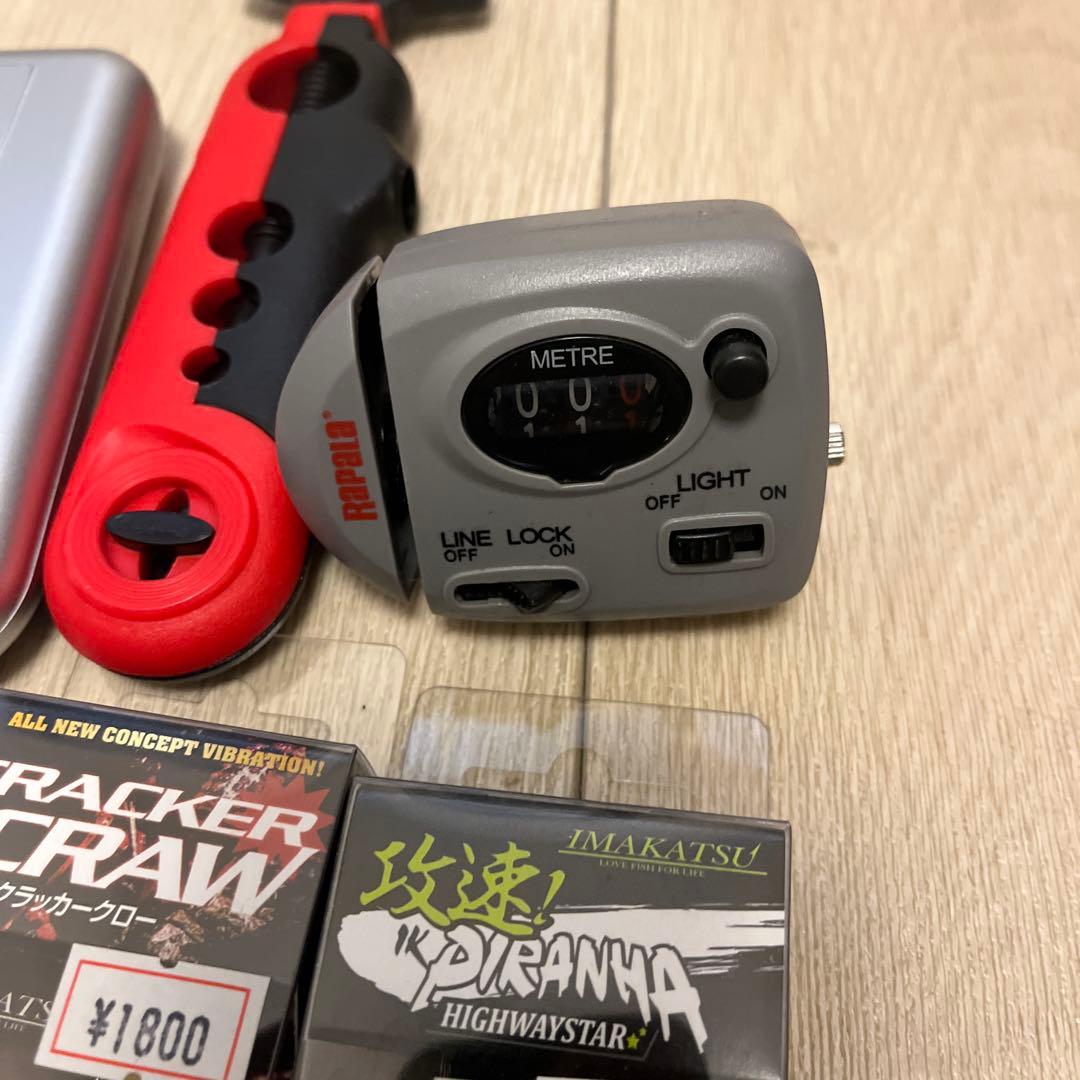 METRE
0 0 0
1 1 1
Rapala®
LIGHT
OFF ON
LINE LOCK
OFF ON
ALL NEW CONCEPT VIBRATION!
RACKER
CRAW
クラッカークロー
¥1800
IMAKATSU
LOVE FISH FOR LIFE
攻速!
IK
PIRANHA
HIGHWAYSTAR